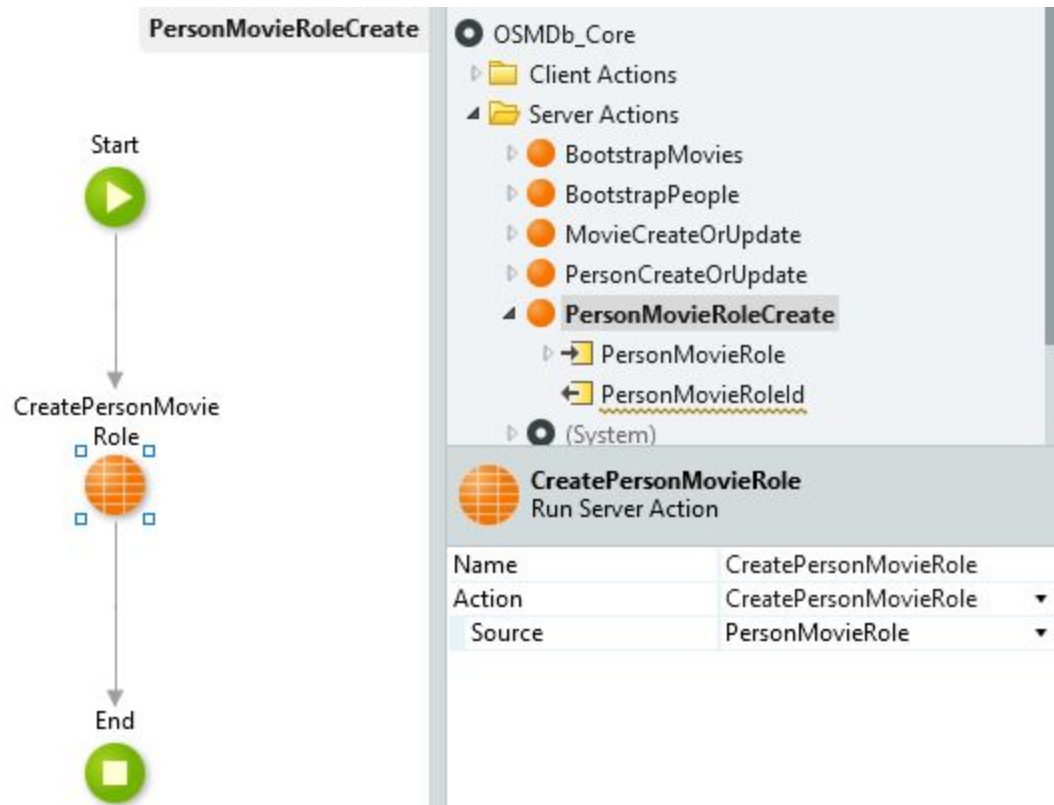 PersonMovieRoleCreate
Start
CreatePersonMovie
Role
End
OSMDb_Core
Client Actions
Server Actions
BootstrapMovies
BootstrapPeople
MovieCreateOrUpdate
PersonCreateOrUpdate
PersonMovieRoleCreate
PersonMovieRole
PersonMovieRoleId
(System)
CreatePersonMovieRole
Run Server Action
Name CreatePersonMovieRole
Action CreatePersonMovieRole
Source PersonMovieRole